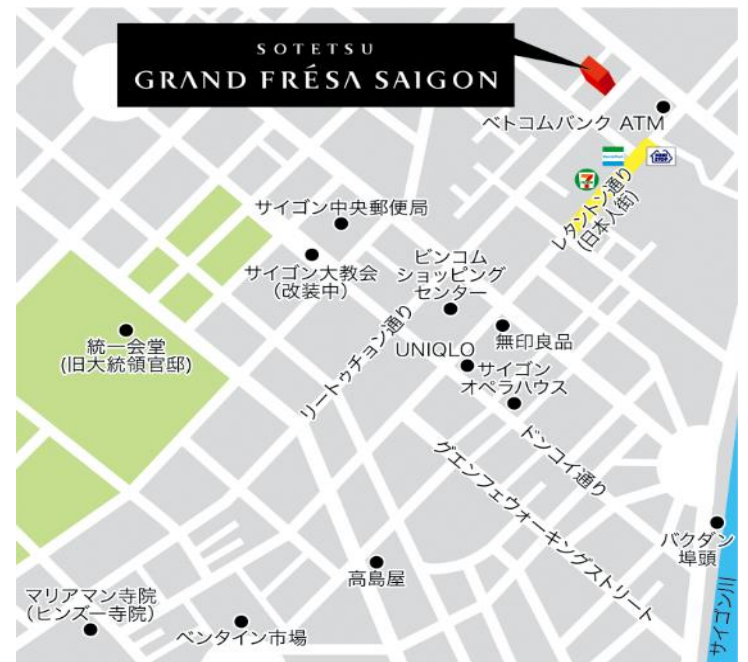 SOTETSU
GRAND FRÉSA SAIGON
ベトコムバンク ATM
7
レタントン通り
(日本人街)
サイゴン中央郵便局
サイゴン大教会
(改装中)
ビンコム
ショッピング
センター
リートゥチョン通り
無印良品
UNIQLO
サイゴン
オペラハウス
統一会堂
(旧大統領官邸)
ドンコイ通り
グエンフェウォーキングストリート
バクダン
埠頭
サイゴン川
高島屋
マリアマン寺院
(ヒンズー寺院)
ベンタイン市場